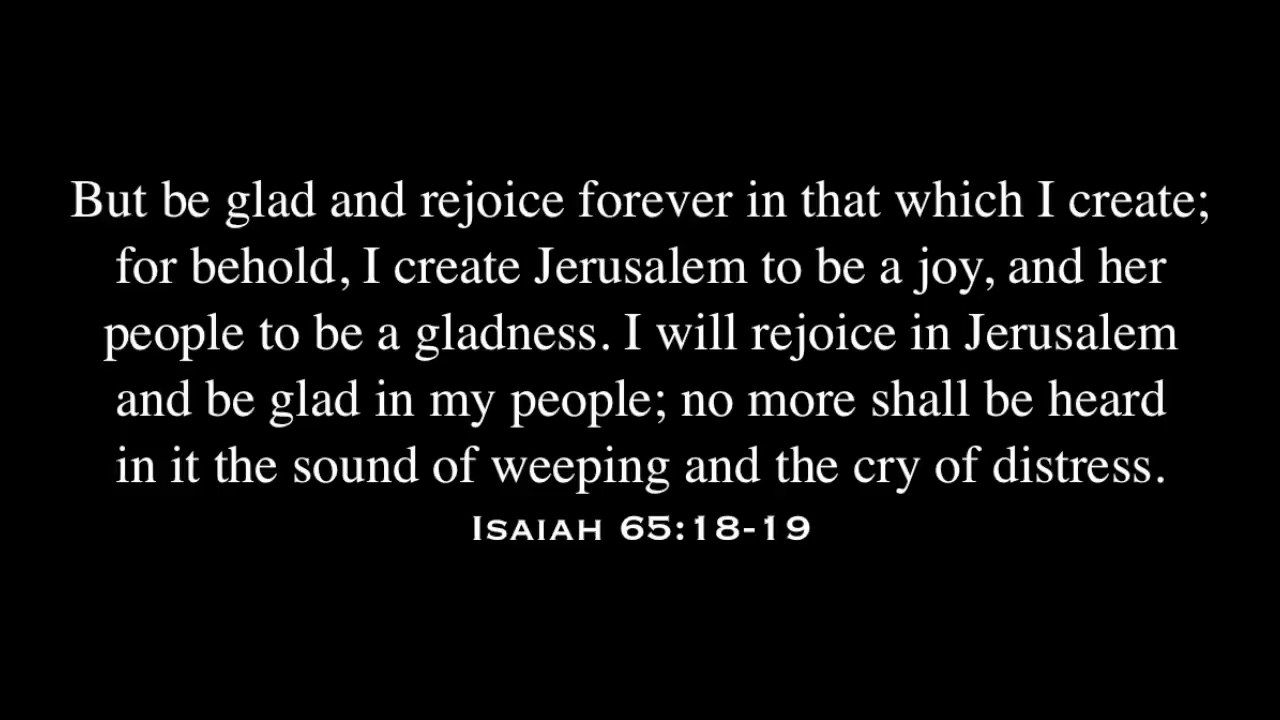 But be glad and rejoice forever in that which I create;
for behold, I create Jerusalem to be a joy, and her
people to be a gladness. I will rejoice in Jerusalem
and be glad in my people; no more shall be heard
in it the sound of weeping and the cry of distress.
Isaiah 65:18-19